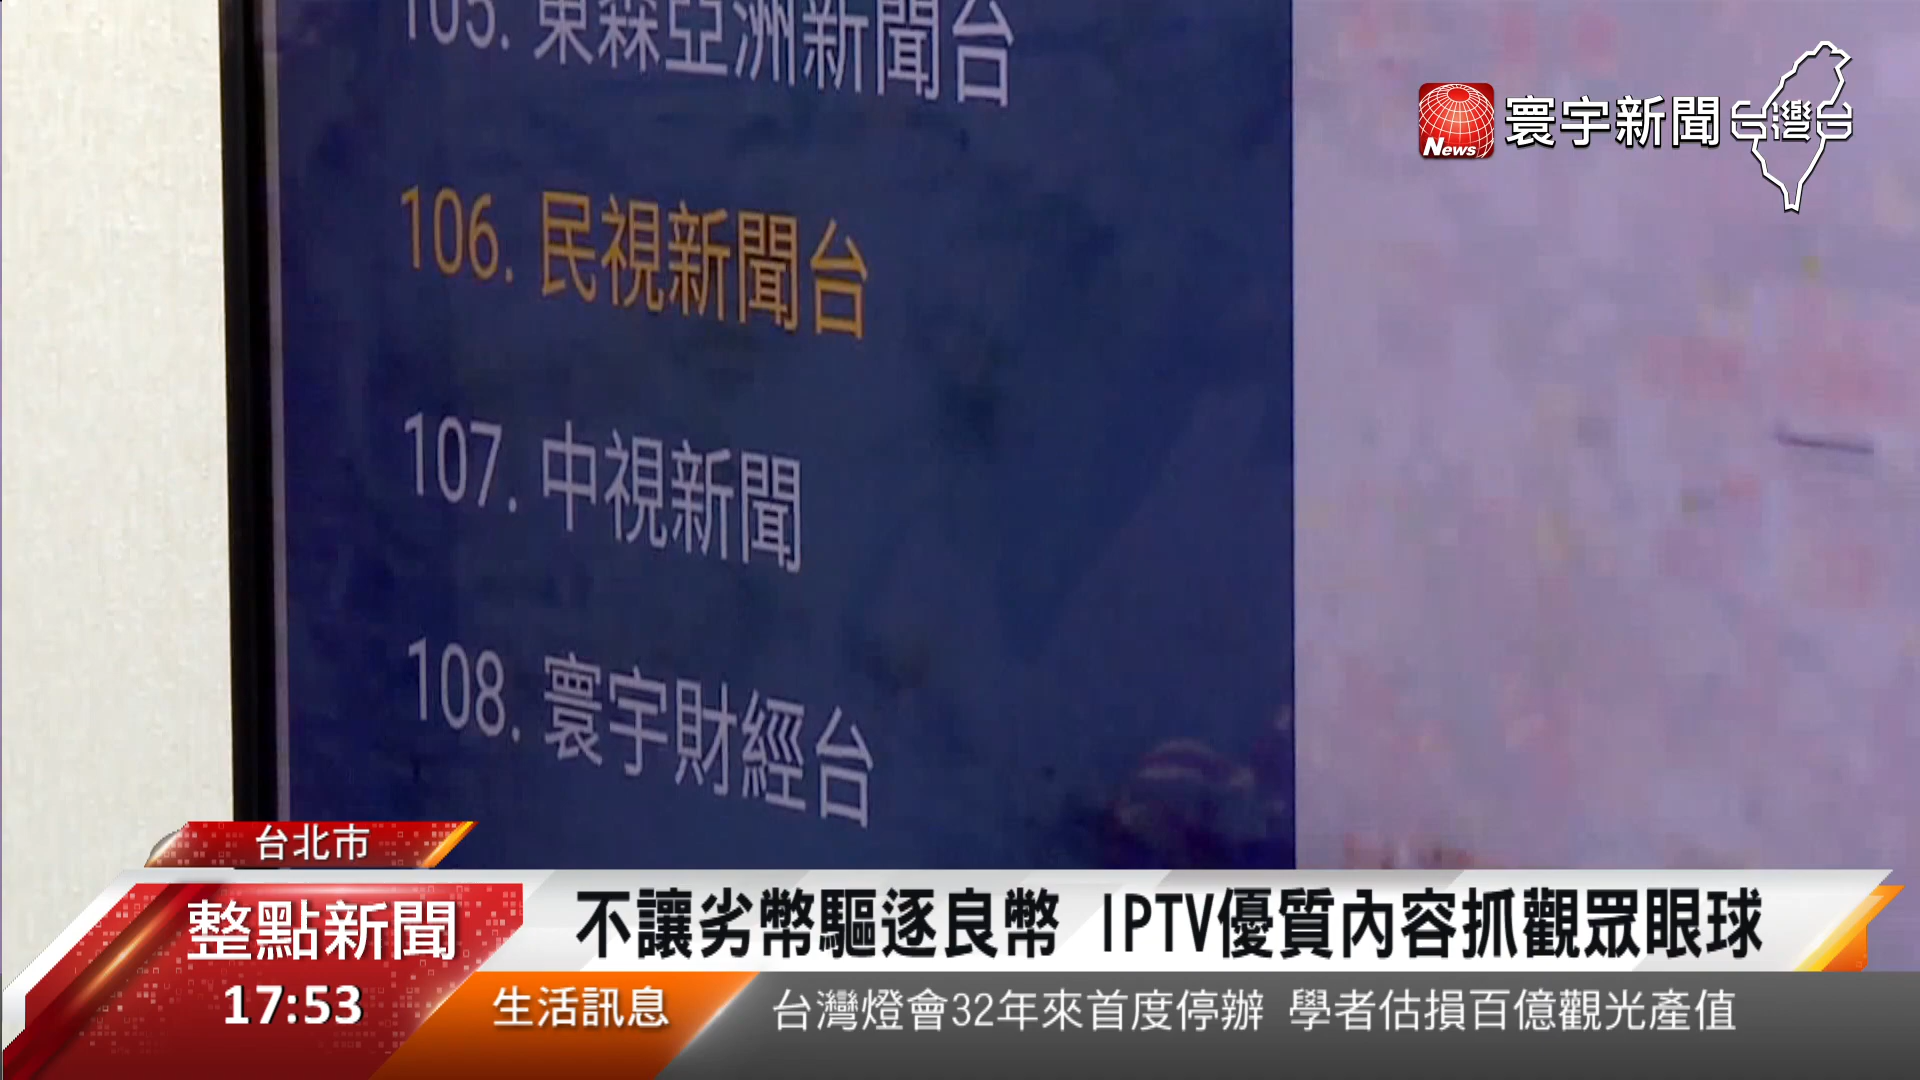 105. 東森亞洲新聞台
News 寰宇新聞 台灣台
106. 民視新聞台
107. 中視新聞
108. 寰宇財經台
台北市
整點新聞
不讓劣幣驅逐良幣 IPTV優質內容抓觀眾眼球
17:53
生活訊息
台灣燈會32年來首度停辦 學者估損百億觀光產值